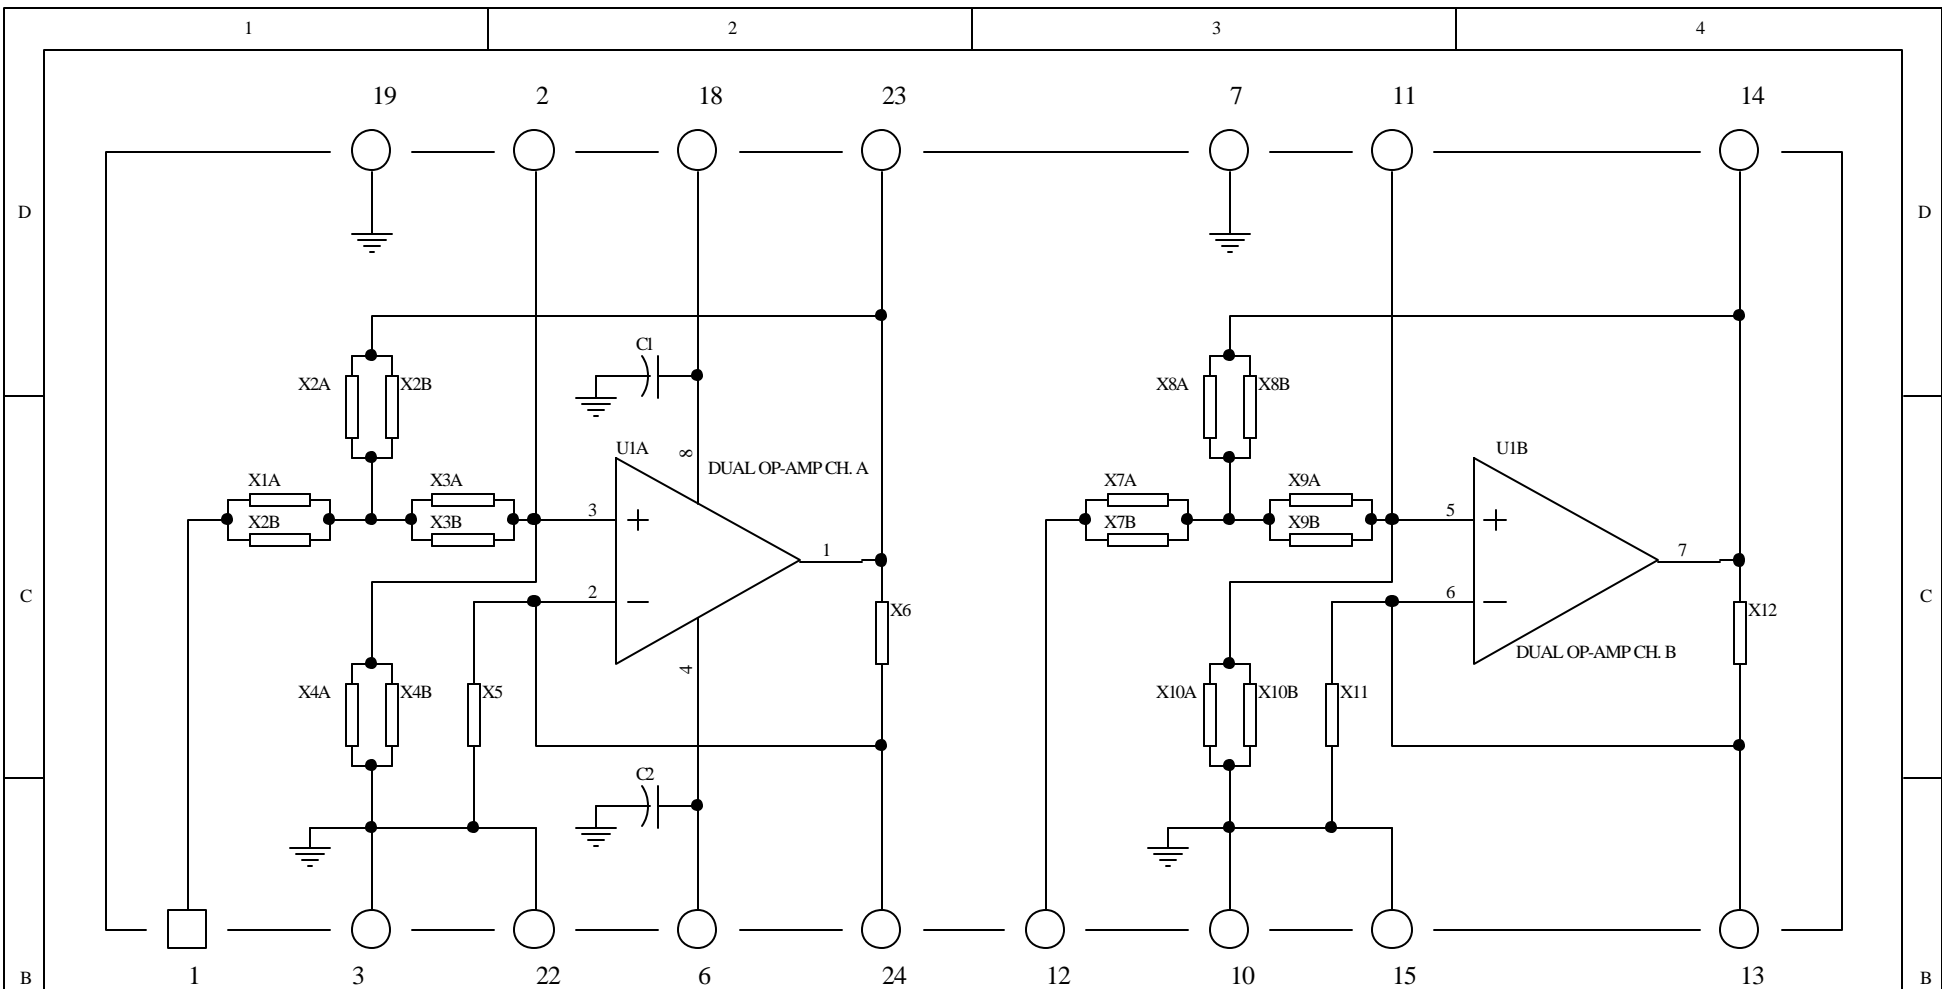 1 2 3 4
19 2 18 23 7 11 14
D D
C1
X2A X2B X8A X8B
U1A U1B
8
DUAL OP-AMP CH. A
X1A X3A X7A X9A
3 5
X2B X3B X7B X9B
1 7
2 6
C C
X6 X12
DUAL OP-AMP CH. B
4
X4A X4B X5 X10A X10B X11
C2
1 3 22 6 24 12 10 15 13
B B